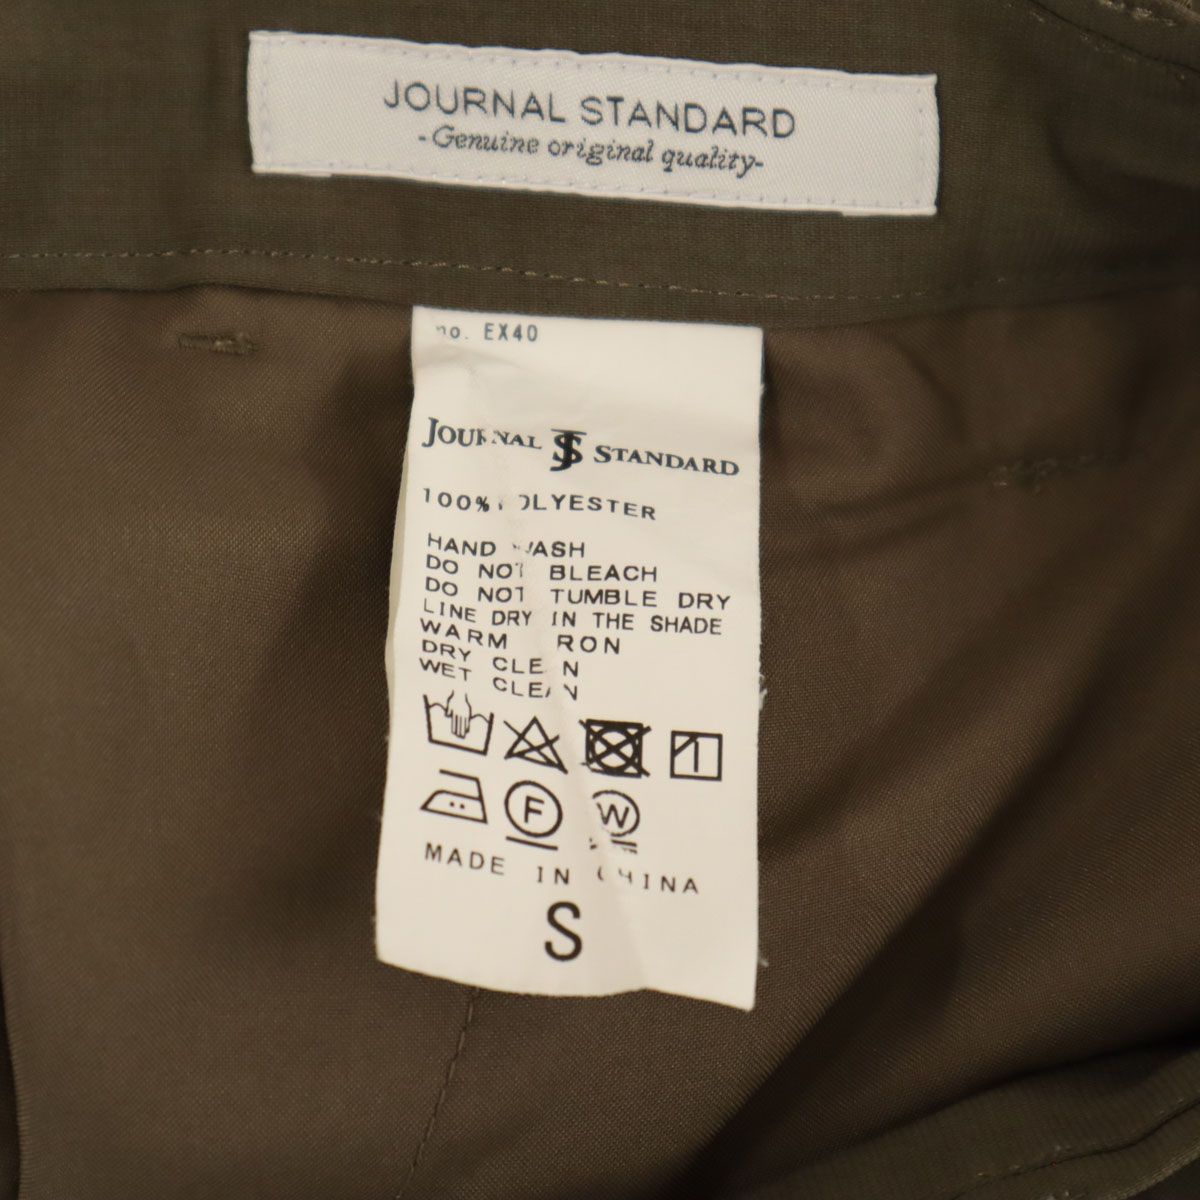 JOURNAL STANDARD
-Genuine original quality-
no. EX40
JOURNAL JS STANDARD
100% POLYESTER
HAND WASH
DO NOT BLEACH
DO NOT TUMBLE DRY
LINE DRY IN THE SHADE
WARM IRON
DRY CLEAN
WET CLEAN
F W
MADE IN CHINA
S